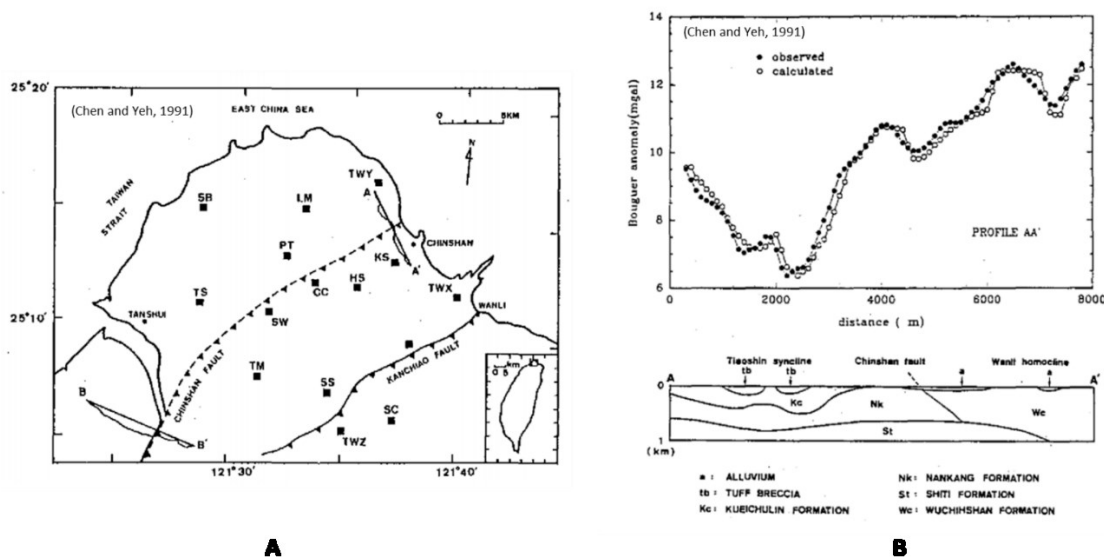 (Chen and Yeh, 1991)
25° 20'
EAST CHINA SEA
0 5KM
N
TAIWAN
STRAIT
TWY
A
SB
LM
CHINSHAN
PT
KS
A'
CC
HS
TWX
TS
25° 10'
TANSHUI
SW
WANLI
CHINSHAN FAULT
KANCHIAO FAULT
TM
SS
SC
TWZ
B
B'
km
121° 30'
121° 40'
A
(Chen and Yeh, 1991)
observed
calculated
Bouguer anomaly(mgal)
14
12
10
8
6
PROFILE AA'
0 2000 4000 6000 8000
distance ( m)
Tiaoshin syncline Chinshan fault Wanli homocline
A tb tb a a A'
0
Kc Nk Wc
St
1
(km)
a : ALLUVIUM Nk: NANKANG FORMATION
tb : TUFF BRECCIA St : SHITI FORMATION
Kc : KUEICHULIN FORMATION Wc: WUCHIHSHAN FORMATION
B